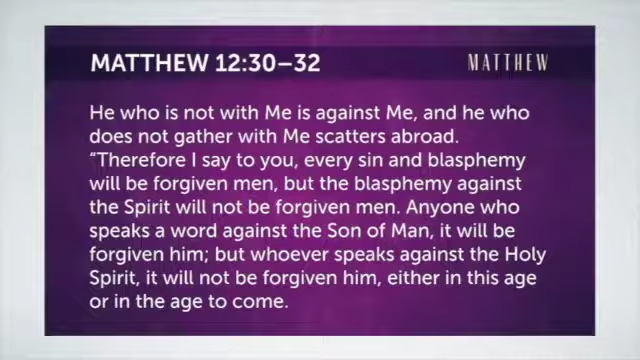 MATTHEW 12:30–32
MATTHEW
He who is not with Me is against Me, and he who
does not gather with Me scatters abroad.
“Therefore I say to you, every sin and blasphemy
will be forgiven men, but the blasphemy against
the Spirit will not be forgiven men. Anyone who
speaks a word against the Son of Man, it will be
forgiven him; but whoever speaks against the Holy
Spirit, it will not be forgiven him, either in this age
or in the age to come.